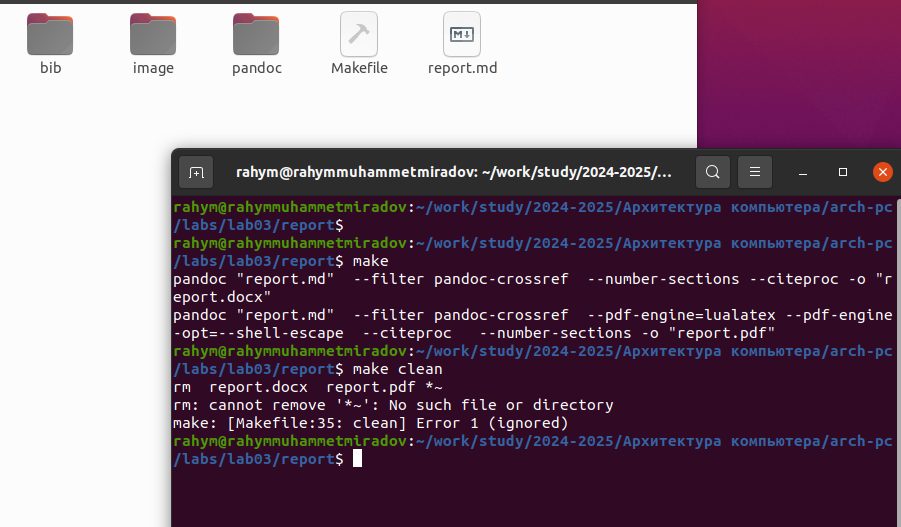 bib
image
pandoc
Makefile
report.md
rahym@rahymmuhammetmiradov: ~/work/study/2024-2025/...
rahym@rahymmuhammetmiradov:~/work/study/2024-2025/Архитектура компьютера/arch-pc
/labs/lab03/report$
rahym@rahymmuhammetmiradov:~/work/study/2024-2025/Архитектура компьютера/arch-pc
/labs/lab03/report$ make
pandoc "report.md"  --filter pandoc-crossref  --number-sections --citeproc -o "r
eport.docx"
pandoc "report.md"  --filter pandoc-crossref  --pdf-engine=lualatex --pdf-engine
-opt=--shell-escape  --citeproc   --number-sections -o "report.pdf"
rahym@rahymmuhammetmiradov:~/work/study/2024-2025/Архитектура компьютера/arch-pc
/labs/lab03/report$ make clean
rm  report.docx  report.pdf *~
rm: cannot remove '*~': No such file or directory
make: [Makefile:35: clean] Error 1 (ignored)
rahym@rahymmuhammetmiradov:~/work/study/2024-2025/Архитектура компьютера/arch-pc
/labs/lab03/report$